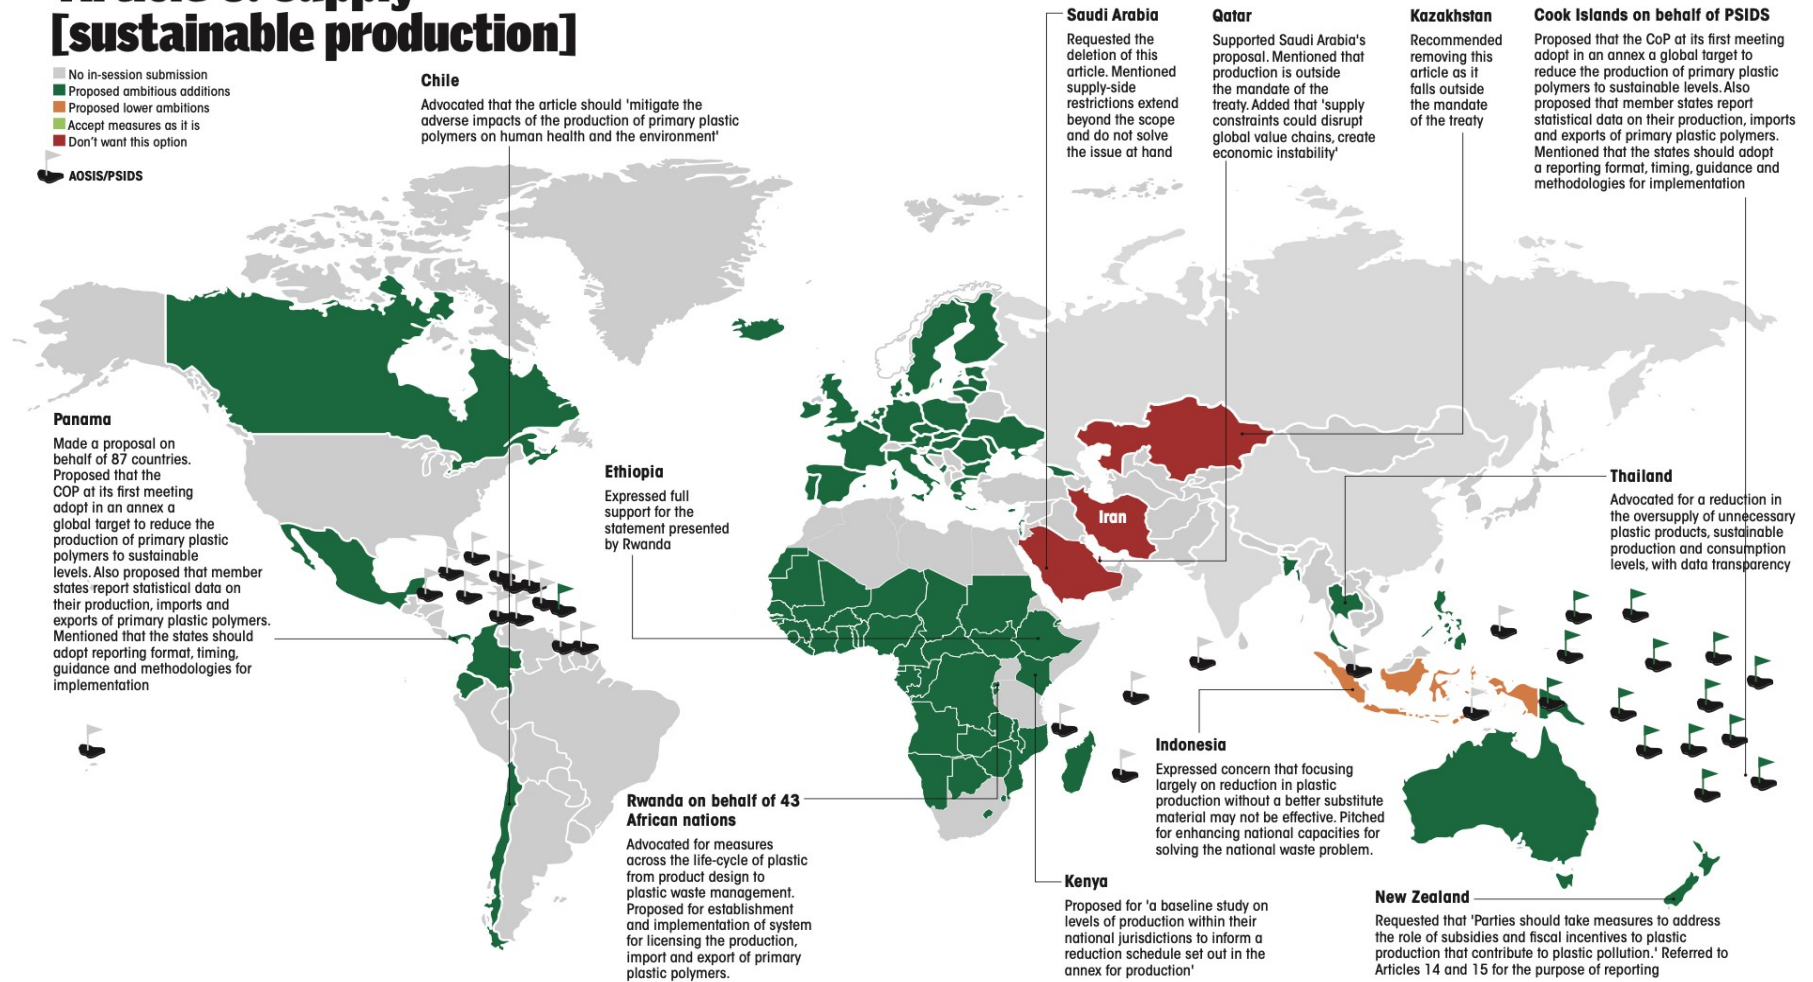 [sustainable production]
No in-session submission
Proposed ambitious additions
Proposed lower ambitions
Accept measures as it is
Don't want this option
AOSIS/PSIDS
Chile
Advocated that the article should 'mitigate the
adverse impacts of the production of primary plastic
polymers on human health and the environment'
Saudi Arabia
Requested the
deletion of this
article. Mentioned
supply-side
restrictions extend
beyond the scope
and do not solve
the issue at hand
Qatar
Supported Saudi Arabia's
proposal. Mentioned that
production is outside
the mandate of the
treaty. Added that 'supply
constraints could disrupt
global value chains, create
economic instability'
Kazakhstan
Recommended
removing this
article as it
falls outside
the mandate
of the treaty
Cook Islands on behalf of PSIDS
Proposed that the CoP at its first meeting
adopt in an annex a global target to
reduce the production of primary plastic
polymers to sustainable levels. Also
proposed that member states report
statistical data on their production, imports
and exports of primary plastic polymers.
Mentioned that the states should adopt
a reporting format, timing, guidance and
methodologies for implementation
Panama
Made a proposal on
behalf of 87 countries.
Proposed that the
COP at its first meeting
adopt in an annex a
global target to reduce the
production of primary plastic
polymers to sustainable
levels. Also proposed that member
states report statistical data on
their production, imports and
exports of primary plastic polymers.
Mentioned that the states should
adopt reporting format, timing,
guidance and methodologies for
implementation
Ethiopia
Expressed full
support for the
statement presented
by Rwanda
Iran
Thailand
Advocated for a reduction in
the oversupply of unnecessary
plastic products, sustainable
production and consumption
levels, with data transparency
Rwanda on behalf of 43
African nations
Advocated for measures
across the life-cycle of plastic
from product design to
plastic waste management.
Proposed for establishment
and implementation of system
for licensing the production,
import and export of primary
plastic polymers.
Indonesia
Expressed concern that focusing
largely on reduction in plastic
production without a better substitute
material may not be effective. Pitched
for enhancing national capacities for
solving the national waste problem.
Kenya
Proposed for 'a baseline study on
levels of production within their
national jurisdictions to inform a
reduction schedule set out in the
annex for production'
New Zealand
Requested that 'Parties should take measures to address
the role of subsidies and fiscal incentives to plastic
production that contribute to plastic pollution.' Referred to
Articles 14 and 15 for the purpose of reporting